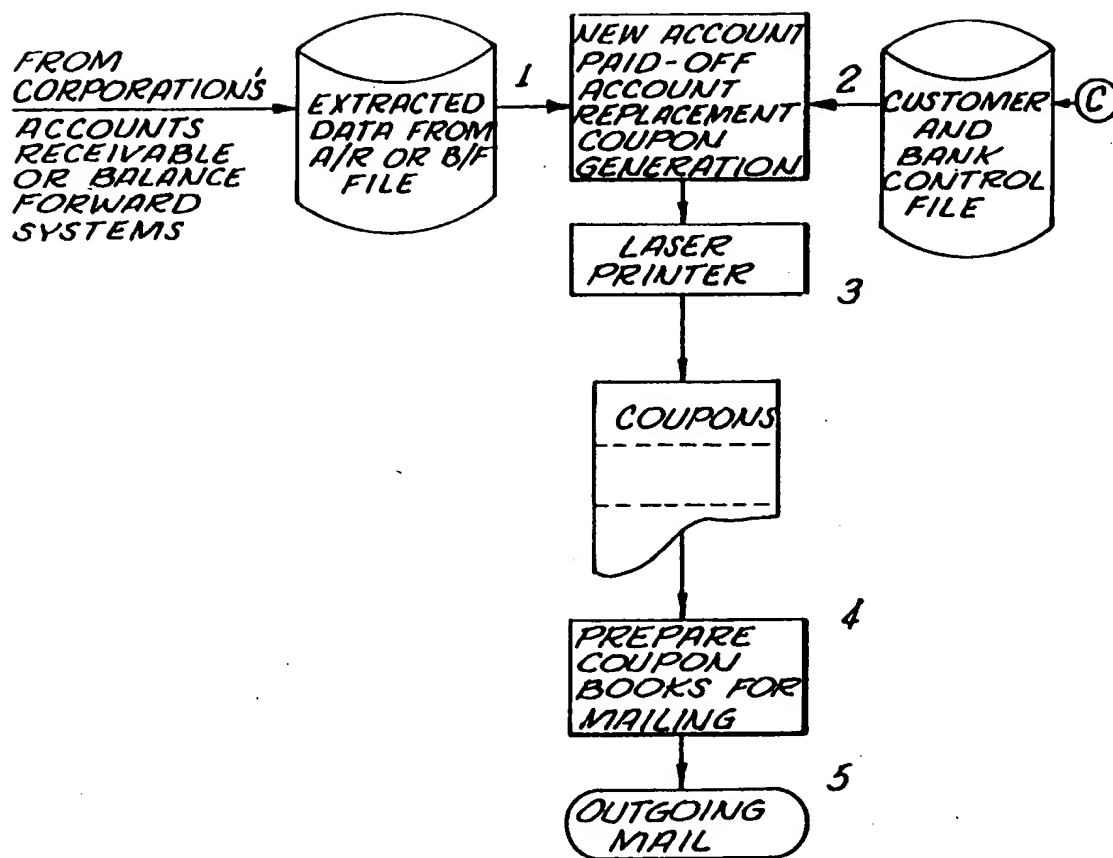 FROM
CORPORATION'S
ACCOUNTS
RECEIVABLE
OR BALANCE
FORWARD
SYSTEMS
EXTRACTED
DATA FROM
A/R OR B/F
FILE
1
NEW ACCOUNT
PAID-OFF
ACCOUNT
REPLACEMENT
COUPON
GENERATION
2
CUSTOMER
AND
BANK
CONTROL
FILE
C
LASER
PRINTER
3
COUPONS
4
PREPARE
COUPON
BOOKS FOR
MAILING
5
OUTGOING
MAIL